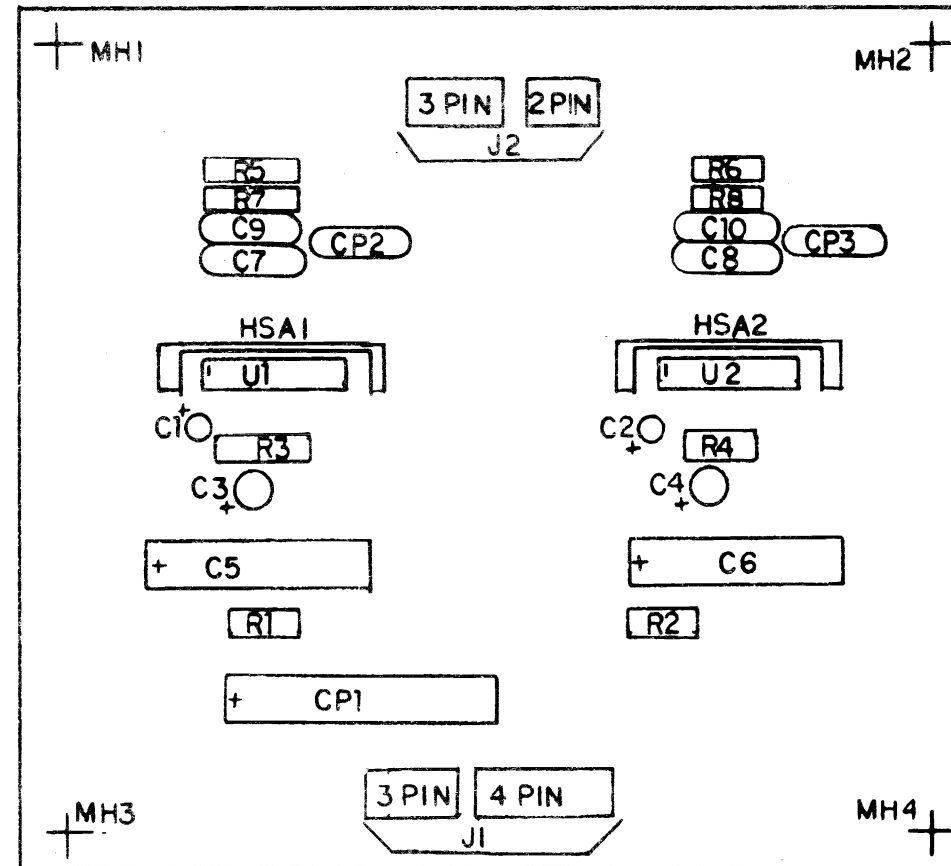 MH1 MH2
3 PIN 2 PIN
J2
R5 R6
R7 R8
C9 C10
CP2 CP3
C7 C8
HSA1 HSA2
U1 U2
C1 + C2 +
R3 R4
C3 + C4 +
+ C5 + C6
R1 R2
+ CP1
3 PIN 4 PIN
MH3 MH4
J1